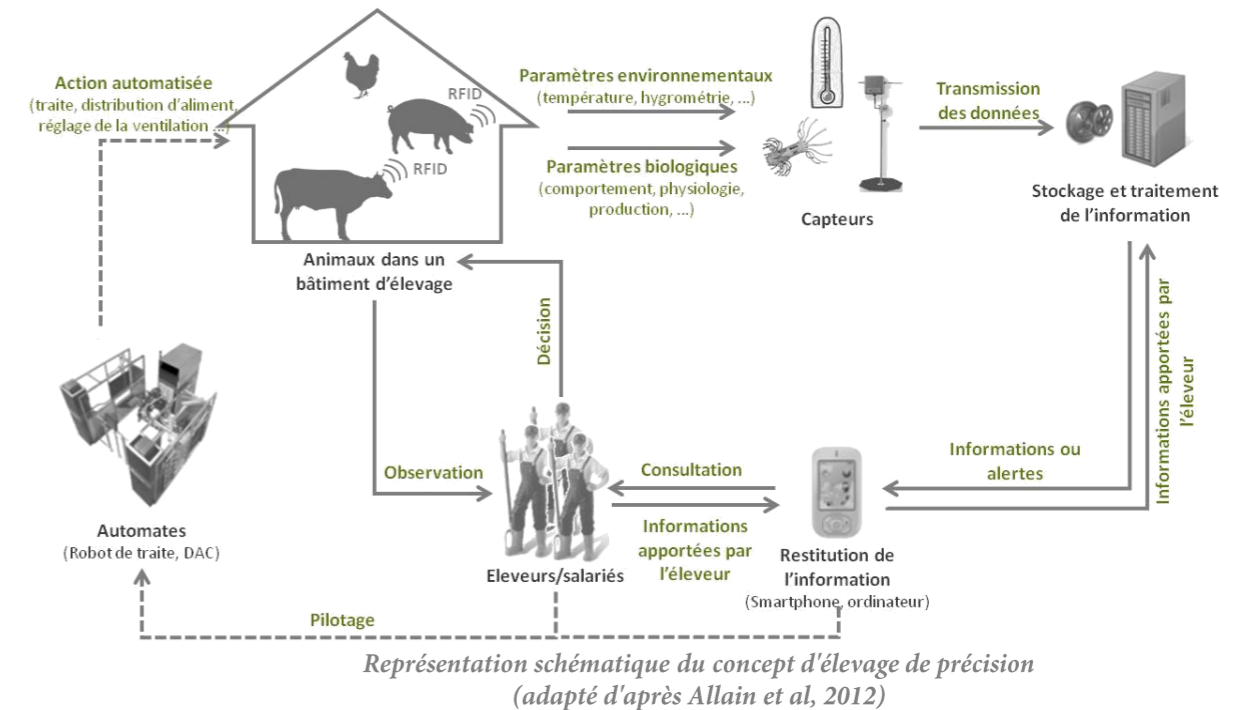 Action automatisée
(traite, distribution d'aliment,
réglage de la ventilation ...)
RFID
RFID
Paramètres environnementaux
(température, hygrométrie, ...)
Paramètres biologiques
(comportement, physiologie,
production, ...)
Capteurs
Transmission
des données
Stockage et traitement
de l'information
Animaux dans un
bâtiment d'élevage
Décision
Observation
Consultation
Informations
apportées par
l'éleveur
Informations ou
alertes
Informations apportées par
l'éleveur
Automates
(Robot de traite, DAC)
Eleveurs/salariés
Restitution de
l'information
(Smartphone, ordinateur)
Pilotage
Représentation schématique du concept d'élevage de précision
(adapté d'après Allain et al, 2012)